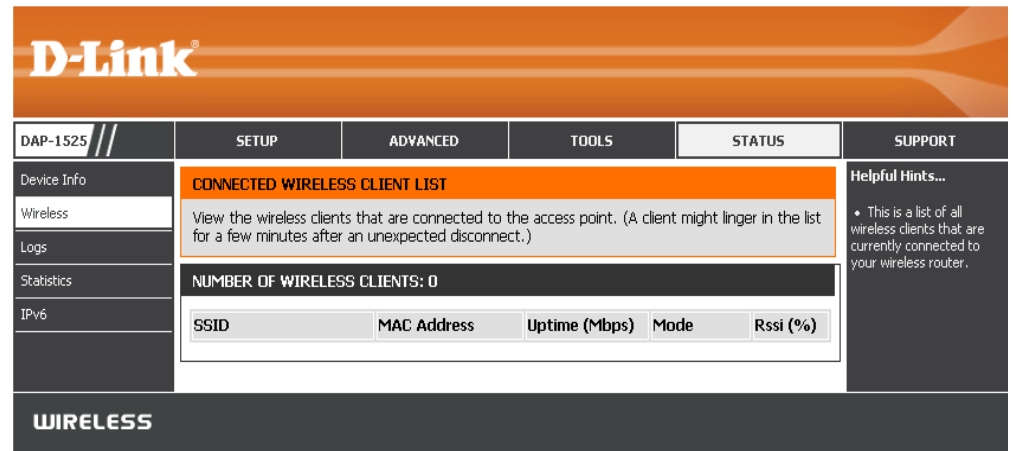 D-Link®
DAP-1525
SETUP
ADVANCED
TOOLS
STATUS
SUPPORT
Device Info
Wireless
Logs
Statistics
IPv6
CONNECTED WIRELESS CLIENT LIST
View the wireless clients that are connected to the access point. (A client might linger in the list
for a few minutes after an unexpected disconnect.)
NUMBER OF WIRELESS CLIENTS: 0
SSID
MAC Address
Uptime (Mbps)
Mode
Rssi (%)
Helpful Hints...
• This is a list of all
wireless clients that are
currently connected to
your wireless router.
WIRELESS